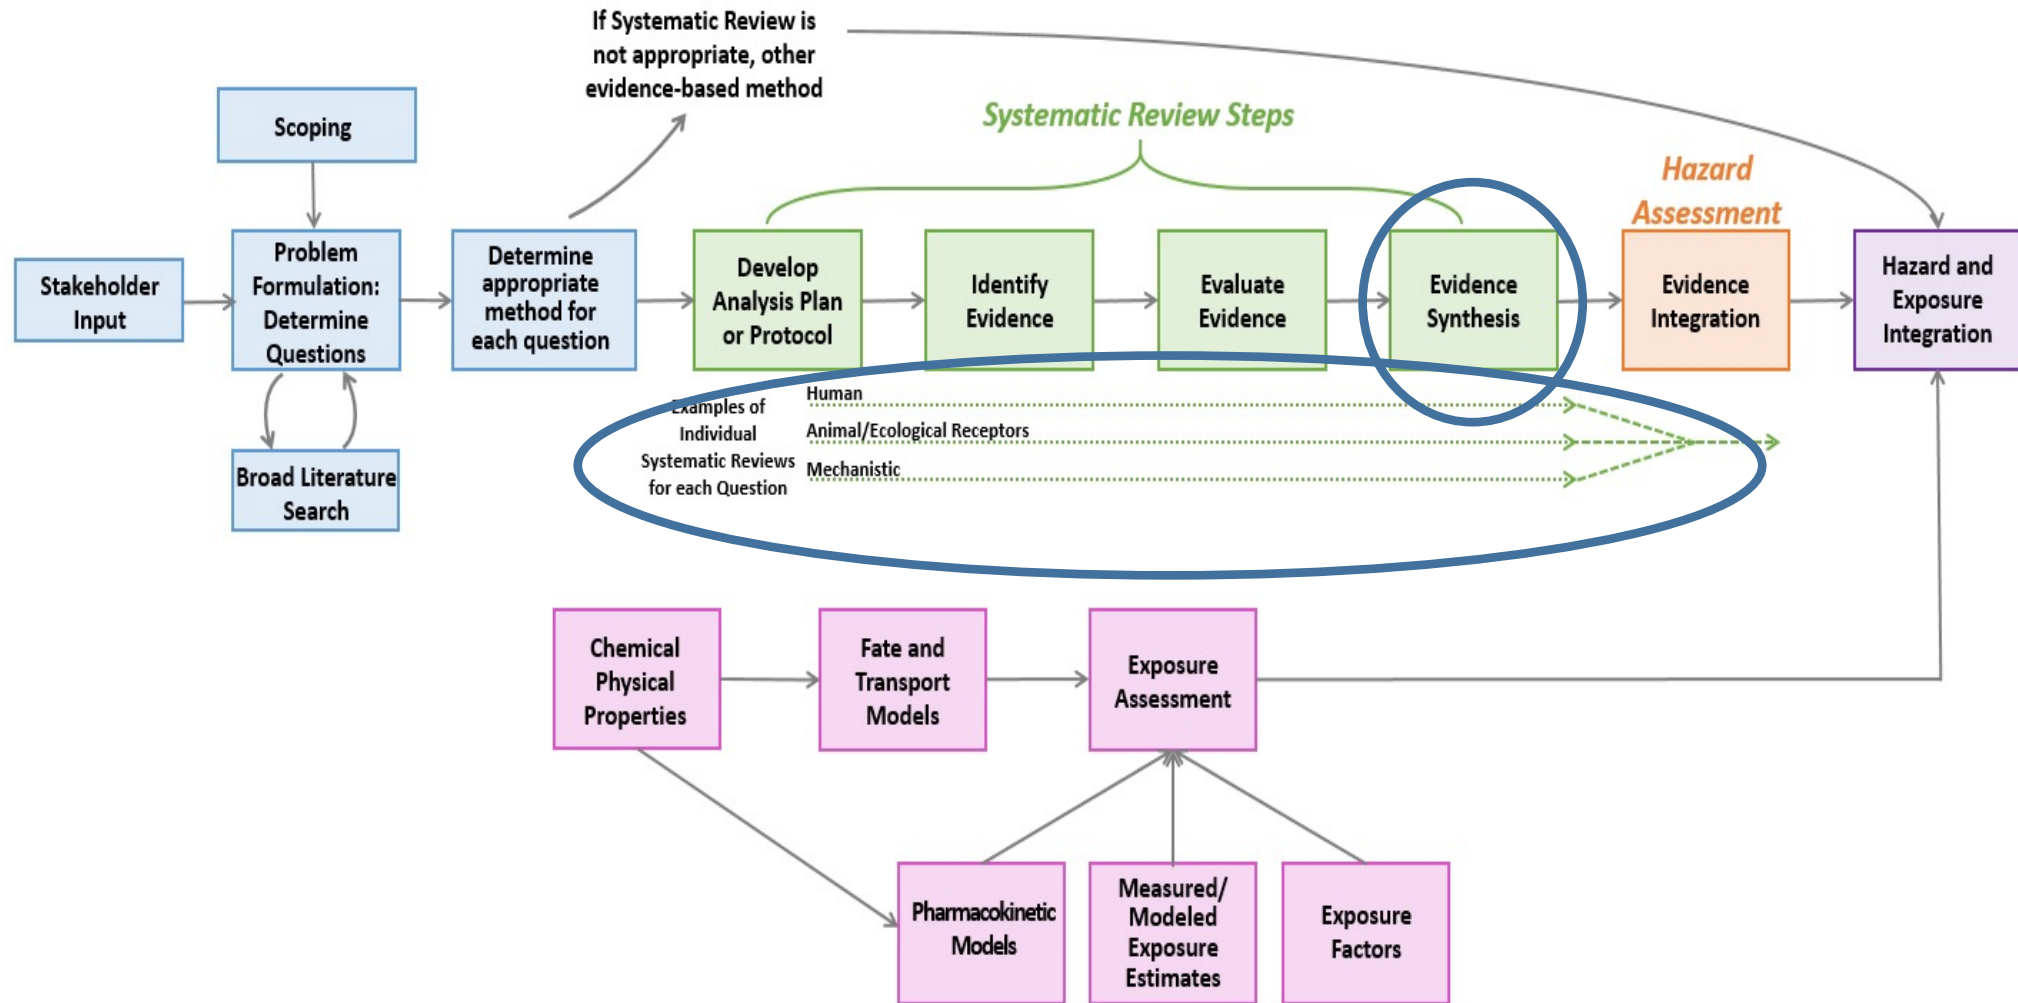 If Systematic Review is
not appropriate, other
evidence-based method
Scoping
Systematic Review Steps
Hazard
Assessment
Stakeholder
Input
Problem
Formulation:
Determine
Questions
Determine
appropriate
method for
each question
Develop
Analysis Plan
or Protocol
Identify
Evidence
Evaluate
Evidence
Evidence
Synthesis
Evidence
Integration
Hazard and
Exposure
Integration
Broad Literature
Search
Examples of
Individual
Systematic Reviews
for each Question
Human
Animal/Ecological Receptors
Mechanistic
Chemical
Physical
Properties
Fate and
Transport
Models
Exposure
Assessment
Pharmacokinetic
Models
Measured/
Modeled
Exposure
Estimates
Exposure
Factors